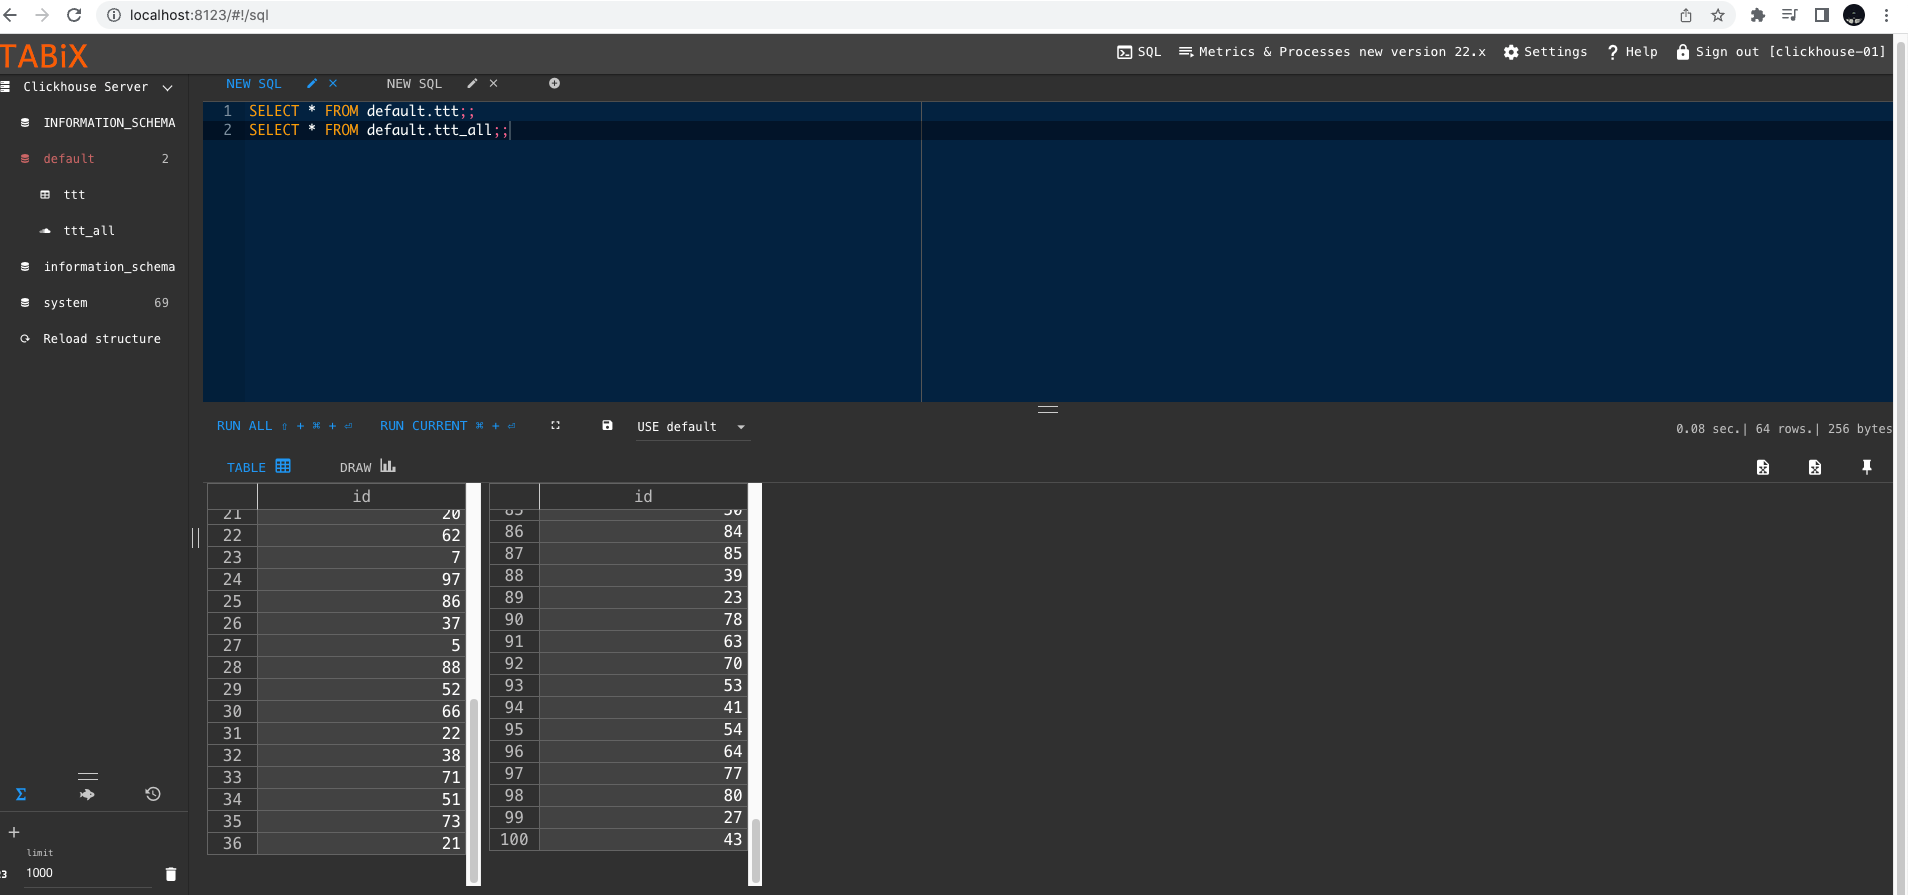 localhost:8123/#!/sql
TABiX
SQL
Metrics & Processes new version 22.x
Settings
Help
Sign out [clickhouse-01]
Clickhouse Server
INFORMATION_SCHEMA
default 2
ttt
ttt_all
information_schema
system 69
Reload structure
NEW SQL
NEW SQL
1 SELECT * FROM default.ttt;;
2 SELECT * FROM default.ttt_all;;
RUN ALL ⇧ + ⌘ + ⏎
RUN CURRENT ⌘ + ⏎
USE default
0.08 sec.| 64 rows.| 256 bytes
TABLE
DRAW
id
21 20
22 62
23 7
24 97
25 86
26 37
27 5
28 88
29 52
30 66
31 22
32 38
33 71
34 51
35 73
36 21
id
86 84
87 85
88 39
89 23
90 78
91 63
92 70
93 53
94 41
95 54
96 64
97 77
98 80
99 27
100 43
Σ
+
limit
1000